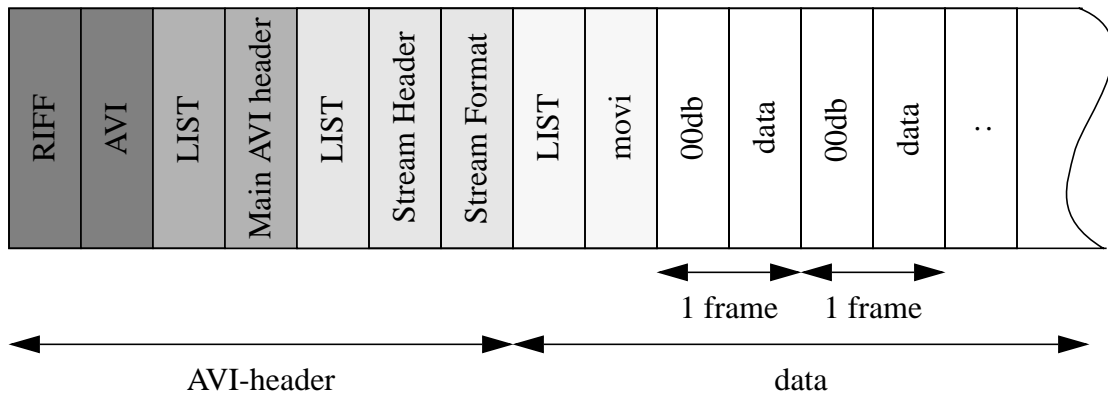 RIFF
AVI
LIST
Main AVI header
LIST
Stream Header
Stream Format
LIST
movi
00db
data
00db
data
..
1 frame
1 frame
AVI-header
data